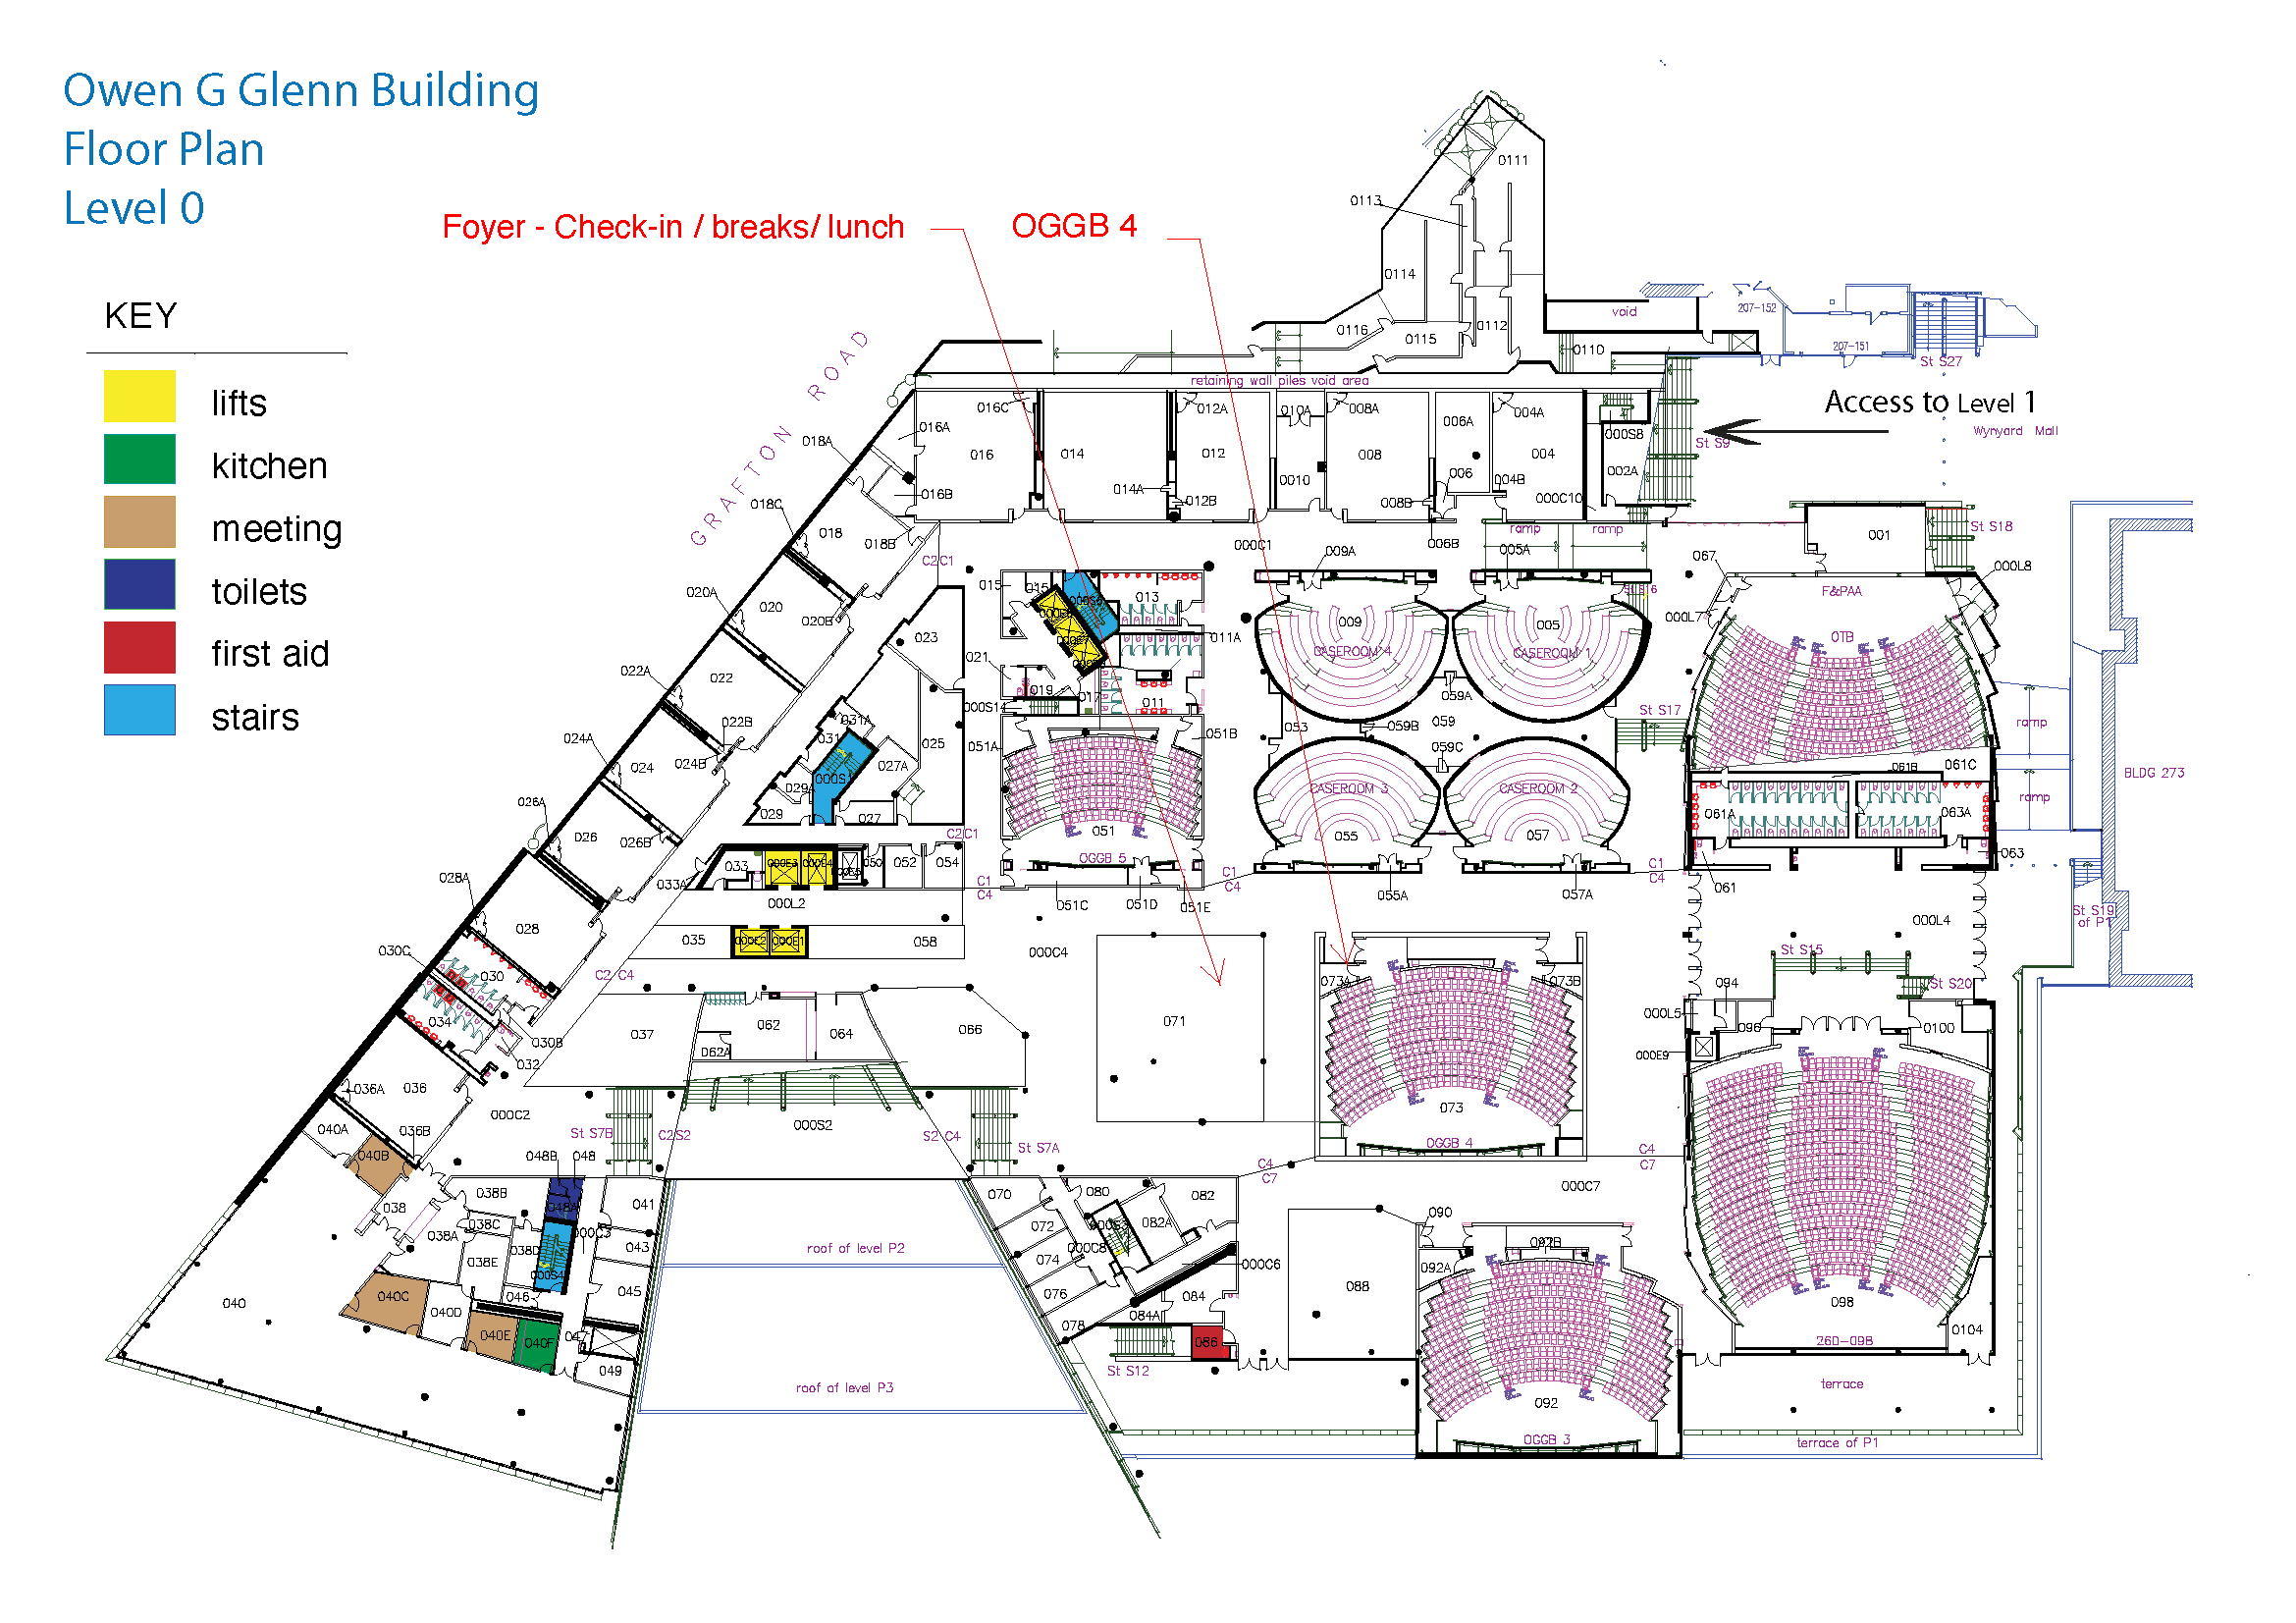 Owen G Glenn Building
Floor Plan
Level 0
Foyer - Check-in / breaks/ lunch
OGGB 4
KEY
lifts
kitchen
meeting
toilets
first aid
stairs
GRAFTON ROAD
0111
0113
0114
0116
0115
0112
0110
void
207-152
207-151
St S27
retaining wall piles void area
Access to Level 1
Wynyard Mall
St S9
016C
012A
010A
008A
006A
004A
000S8
016A
018A
016
014
012
008
004
002A
016B
014A
012B
0010
006
004B
008B
000C10
018C
018
018B
C2
C1
000C1
009A
006B
ramp
ramp
005A
067
001
St S18
000L8
015
015
013
009
005
St S16
F&PAA
000L7
OTB
020A
020
020B
023
011A
CASEROOM 4
CASEROOM 1
021
019
017
011
059A
022A
022
022B
000S14
053
059
059B
059C
St S17
ramp
031A
031
025
051A
051B
024A
024
024B
027A
000S1
029A
CASEROOM 3
CASEROOM 2
061B
061C
BLDG 273
ramp
026A
026
026B
029
027
051
055
057
061A
063A
C2
C1
OGGB 5
063
028A
033A
033
000E3
000E4
000E5
050
052
054
C1
C4
C1
C4
C1
C4
061
000L2
051C
051D
051E
055A
057A
028
035
000E2
000E1
058
000C4
000L4
St S19
of P1
030C
030
C2
C4
073A
073B
St S15
St S20
034
030B
032
037
062
062A
064
066
071
094
000L5
096
0100
000E9
036A
036
036B
000C2
000S2
073
040A
St S7B
C2
S2
S2
C4
St S7A
OGGB 4
C4
C7
C4
C7
040B
048B
048
048A
038B
038
038C
038A
038D
038E
041
000C3
043
045
070
080
082
072
082A
000S3
000C8
074
000C6
000C7
090
092B
092A
roof of level P2
040
040C
040D
040E
040F
000S4
046
047
049
076
078
084
084A
086
088
098
0104
260-098
St S12
roof of level P3
092
OGGB 3
terrace
terrace of P1